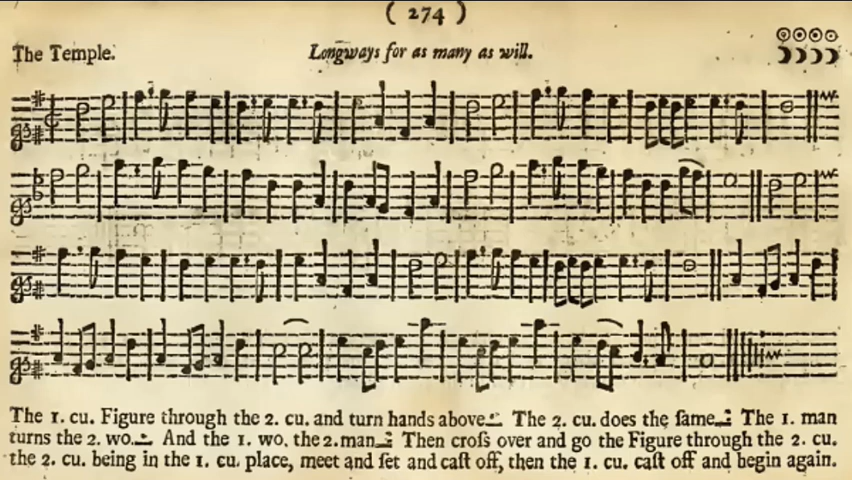 ( 274 )
The Temple. Longways for as many as will.
The 1. cu. Figure through the 2. cu. and turn hands above. The 2. cu. does the ſame. The 1. man
turns the 2. wo. And the 1. wo. the 2. man. Then croſs over and go the Figure through the 2. cu.
the 2. cu. being in the 1. cu. place, meet and ſet and caſt off, then the 1. cu. caſt off and begin again.